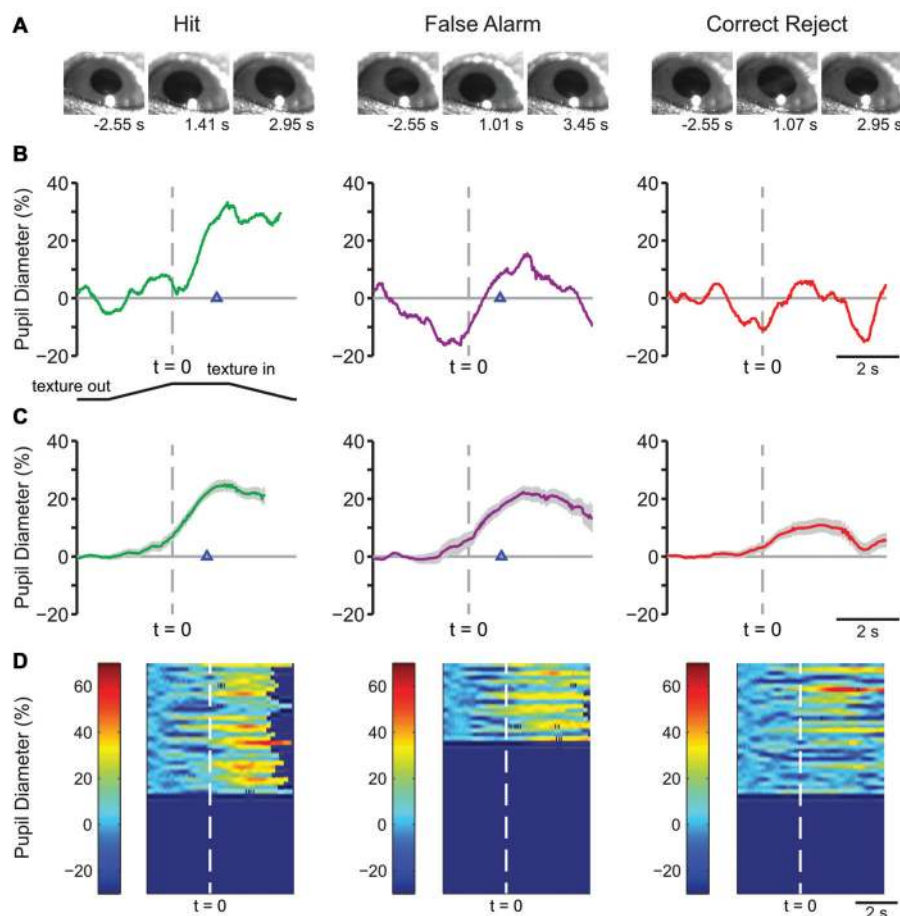 A Hit False Alarm Correct Reject
-2.55 s 1.41 s 2.95 s -2.55 s 1.01 s 3.45 s -2.55 s 1.07 s 2.95 s
B
Pupil Diameter (%)
40
20
0
−20
t = 0
texture out texture in
40
20
0
−20
t = 0
40
20
0
−20
t = 0
2 s
C
Pupil Diameter (%)
40
20
0
−20
t = 0
40
20
0
−20
t = 0
40
20
0
−20
t = 0
2 s
D
Pupil Diameter (%)
60
40
20
0
−20
t = 0
60
40
20
0
−20
t = 0
60
40
20
0
−20
t = 0
2 s